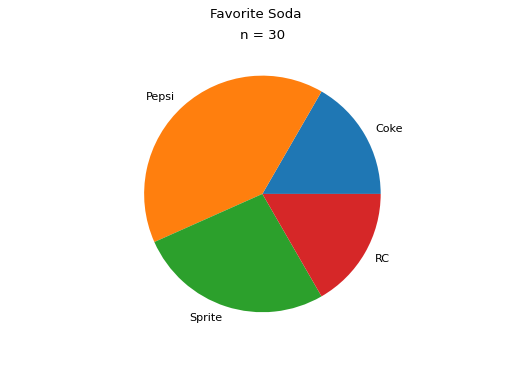 Favorite Soda
n = 30
Pepsi
Coke
RC
Sprite